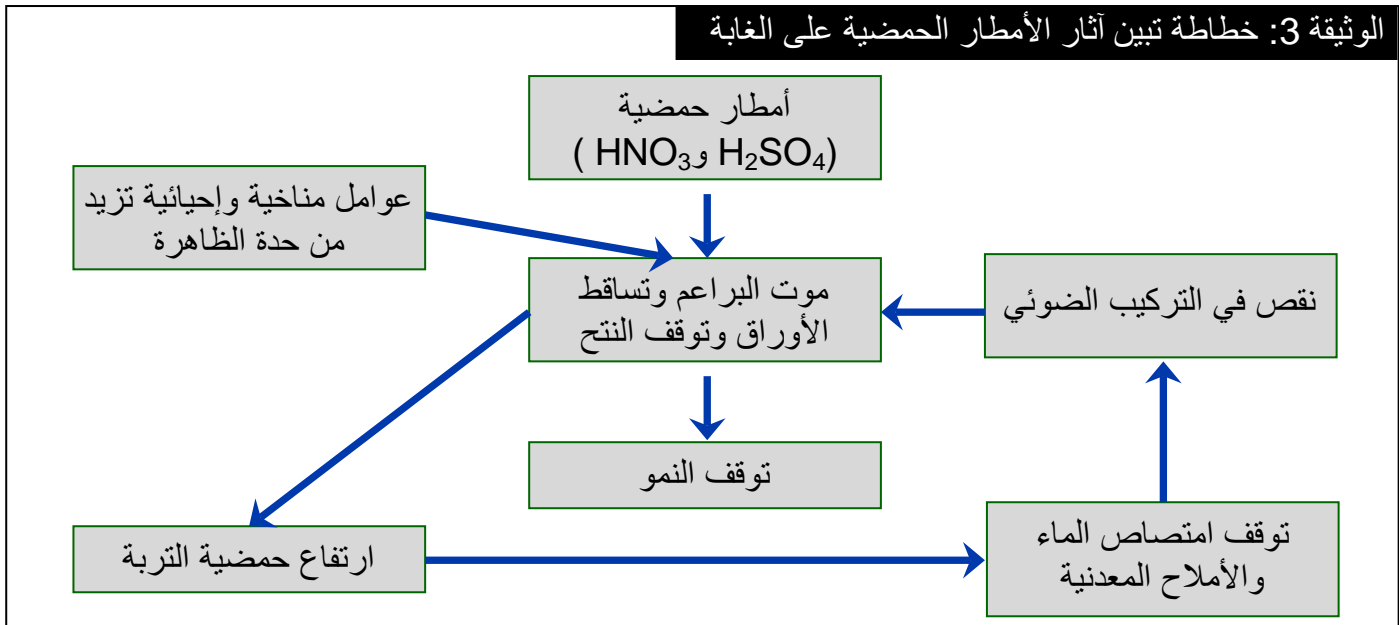 الوثيقة 3: خطاطة تبين آثار الأمطار الحمضية على الغابة
أمطار حمضية
(H₂SO₄ وHNO₃ )
عوامل مناخية وإحيائية تزيد
من حدة الظاهرة
موت البراعم وتساقط
الأوراق وتوقف النتح
نقص في التركيب الضوئي
توقف النمو
ارتفاع حمضية التربة
توقف امتصاص الماء
والأملاح المعدنية